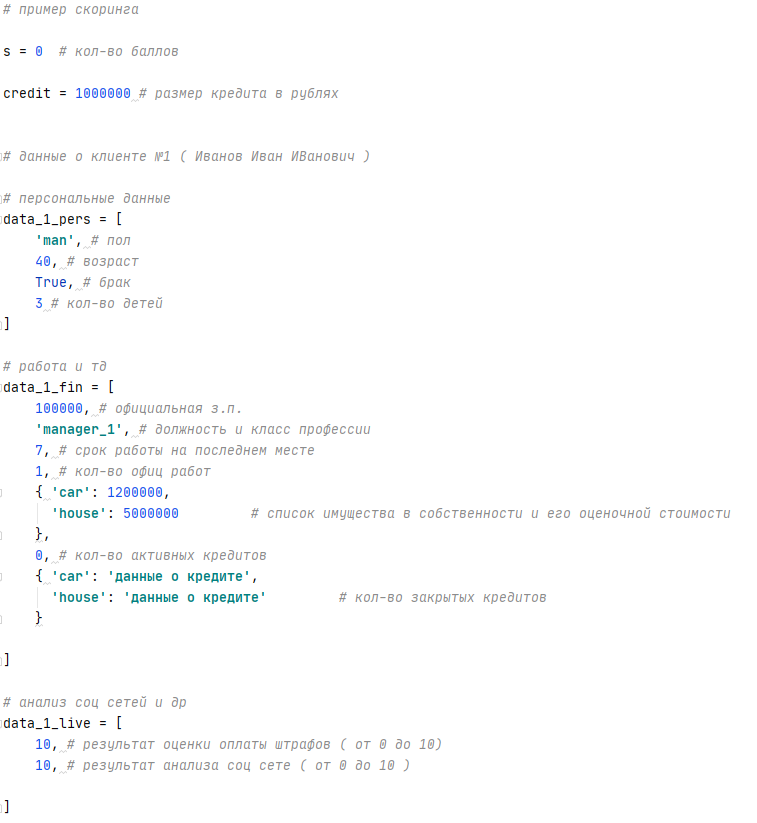 # пример скоринга
s = 0  # кол-во баллов
credit = 1000000 # размер кредита в рублях
# данные о клиенте №1 ( Иванов Иван ИВанович )
# персональные данные
data_1_pers = [
    'man', # пол
    40, # возраст
    True, # брак
    3 # кол-во детей
]
# работа и тд
data_1_fin = [
    100000, # официальная з.п.
    'manager_1', # должность и класс профессии
    7, # срок работы на последнем месте
    1, # кол-во офиц работ
    { 'car': 1200000,
      'house': 5000000         # список имущества в собственности и его оценочной стоимости
    },
    0, # кол-во активных кредитов
    { 'car': 'данные о кредите',
      'house': 'данные о кредите'         # кол-во закрытых кредитов
    }
]
# анализ соц сетей и др
data_1_live = [
    10, # результат оценки оплаты штрафов ( от 0 до 10)
    10, # результат анализа соц сете ( от 0 до 10 )
]